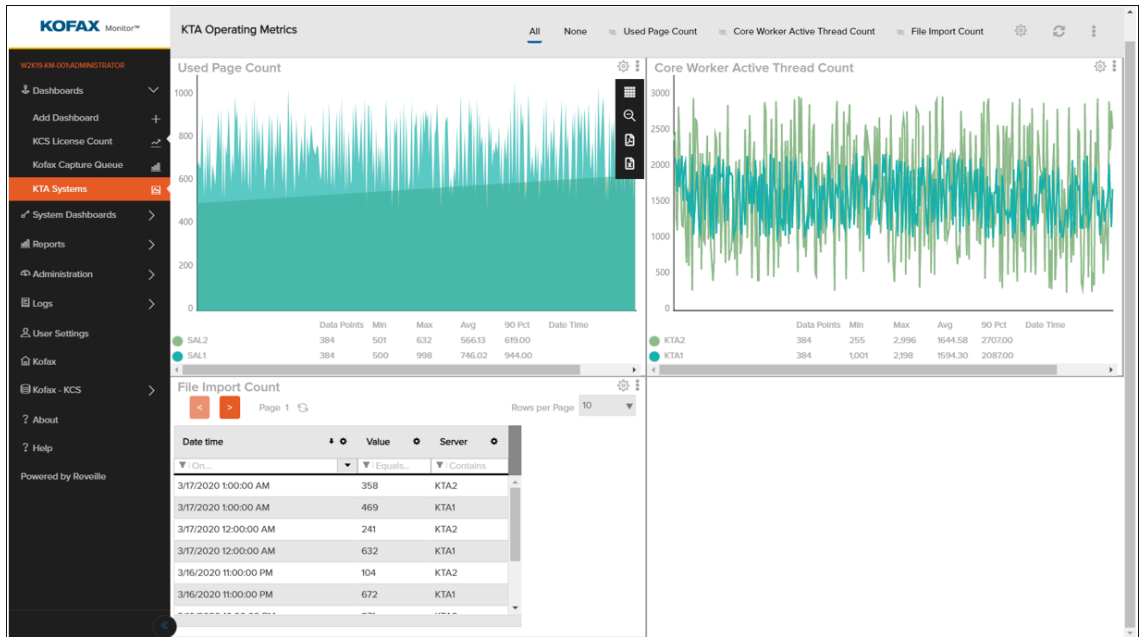 KOFAX Monitor™
W2K19-KM-001\ADMINISTRATOR
Dashboards
Add Dashboard
KCS License Count
Kofax Capture Queue
KTA Systems
System Dashboards
Reports
Administration
Logs
User Settings
Kofax
Kofax - KCS
? About
? Help
Powered by Reveille
KTA Operating Metrics
All None Used Page Count Core Worker Active Thread Count File Import Count
Used Page Count
1000
800
600
400
200
0
Data Points Min Max Avg 90 Pct Date Time
SAL2 384 501 632 566.13 619.00
SAL1 384 500 998 746.02 944.00
Core Worker Active Thread Count
3000
2500
2000
1500
1000
500
0
Data Points Min Max Avg 90 Pct Date Time
KTA2 384 255 2,996 1644.58 2707.00
KTA1 384 1,001 2,198 1594.30 2087.00
File Import Count
< > Page 1 Rows per Page 10
Date time Value Server
On... Equals... Contains
3/17/2020 1:00:00 AM 358 KTA2
3/17/2020 1:00:00 AM 469 KTA1
3/17/2020 12:00:00 AM 241 KTA2
3/17/2020 12:00:00 AM 632 KTA1
3/16/2020 11:00:00 PM 104 KTA2
3/16/2020 11:00:00 PM 672 KTA1